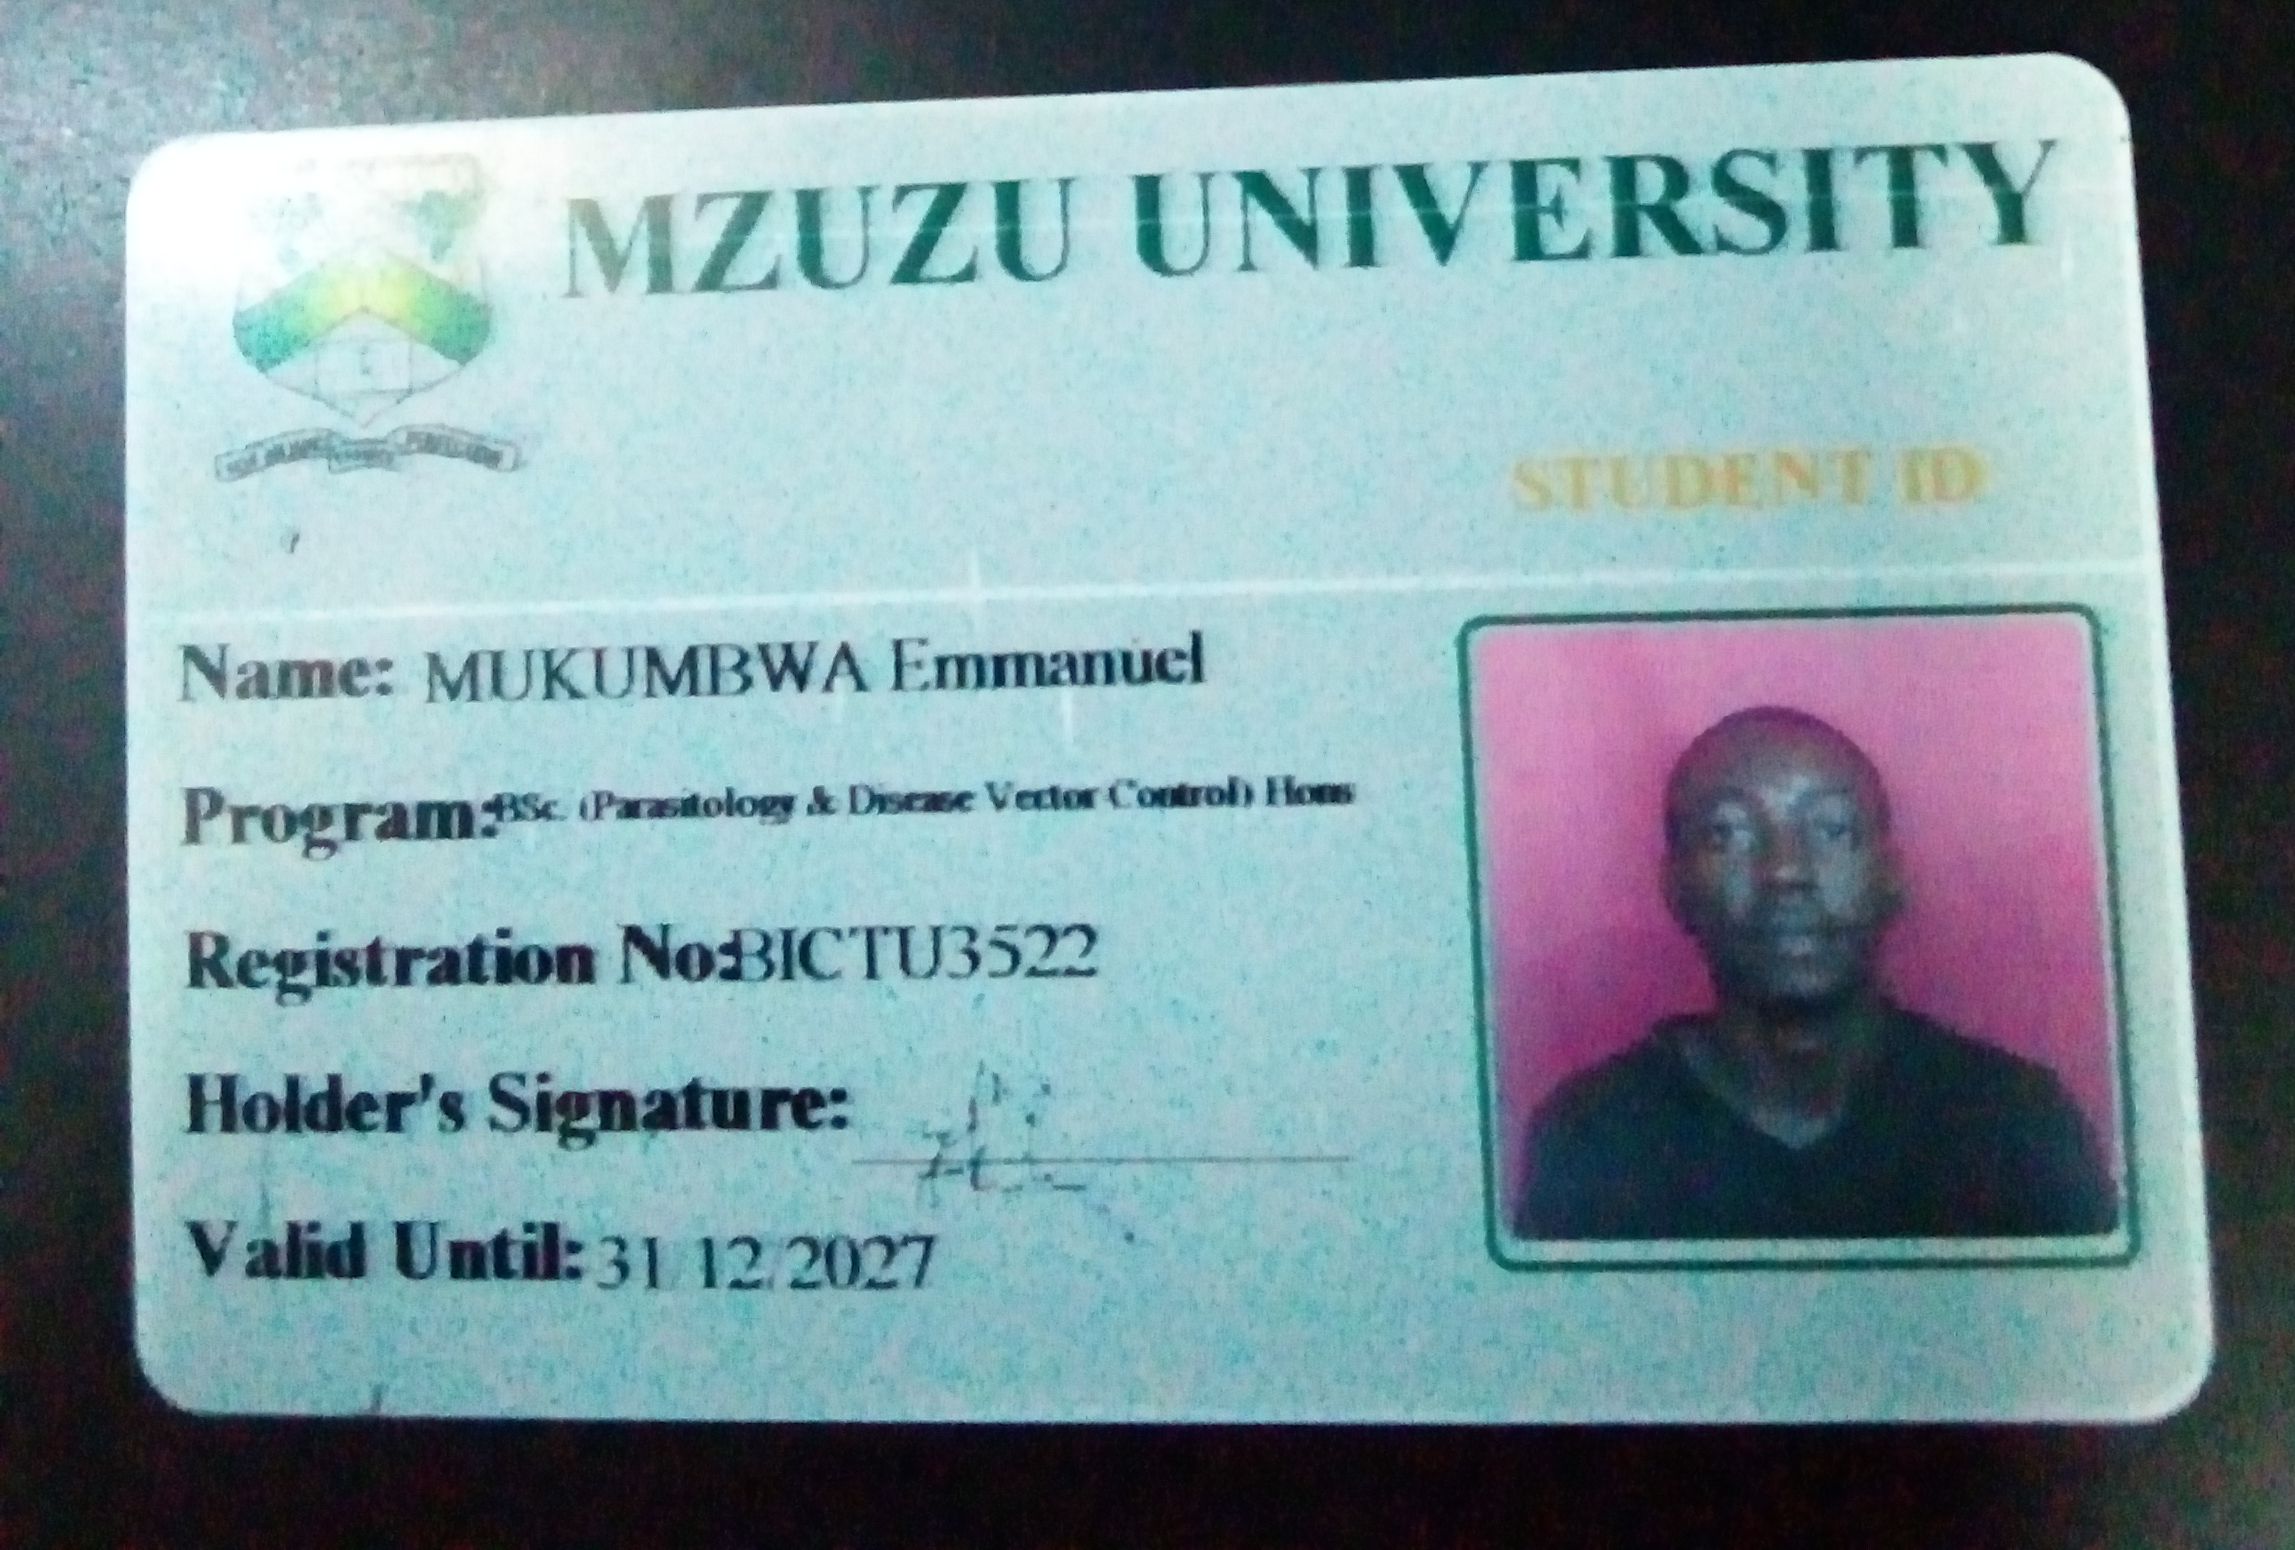 MZUZU UNIVERSITY
STUDENT ID
Name: MUKUMBWA Emmanuel
Program: BSc. (Parasitology & Disease Vector Control) Hons
Registration No: BICTU3522
Holder's Signature:
Valid Until: 31/12/2027